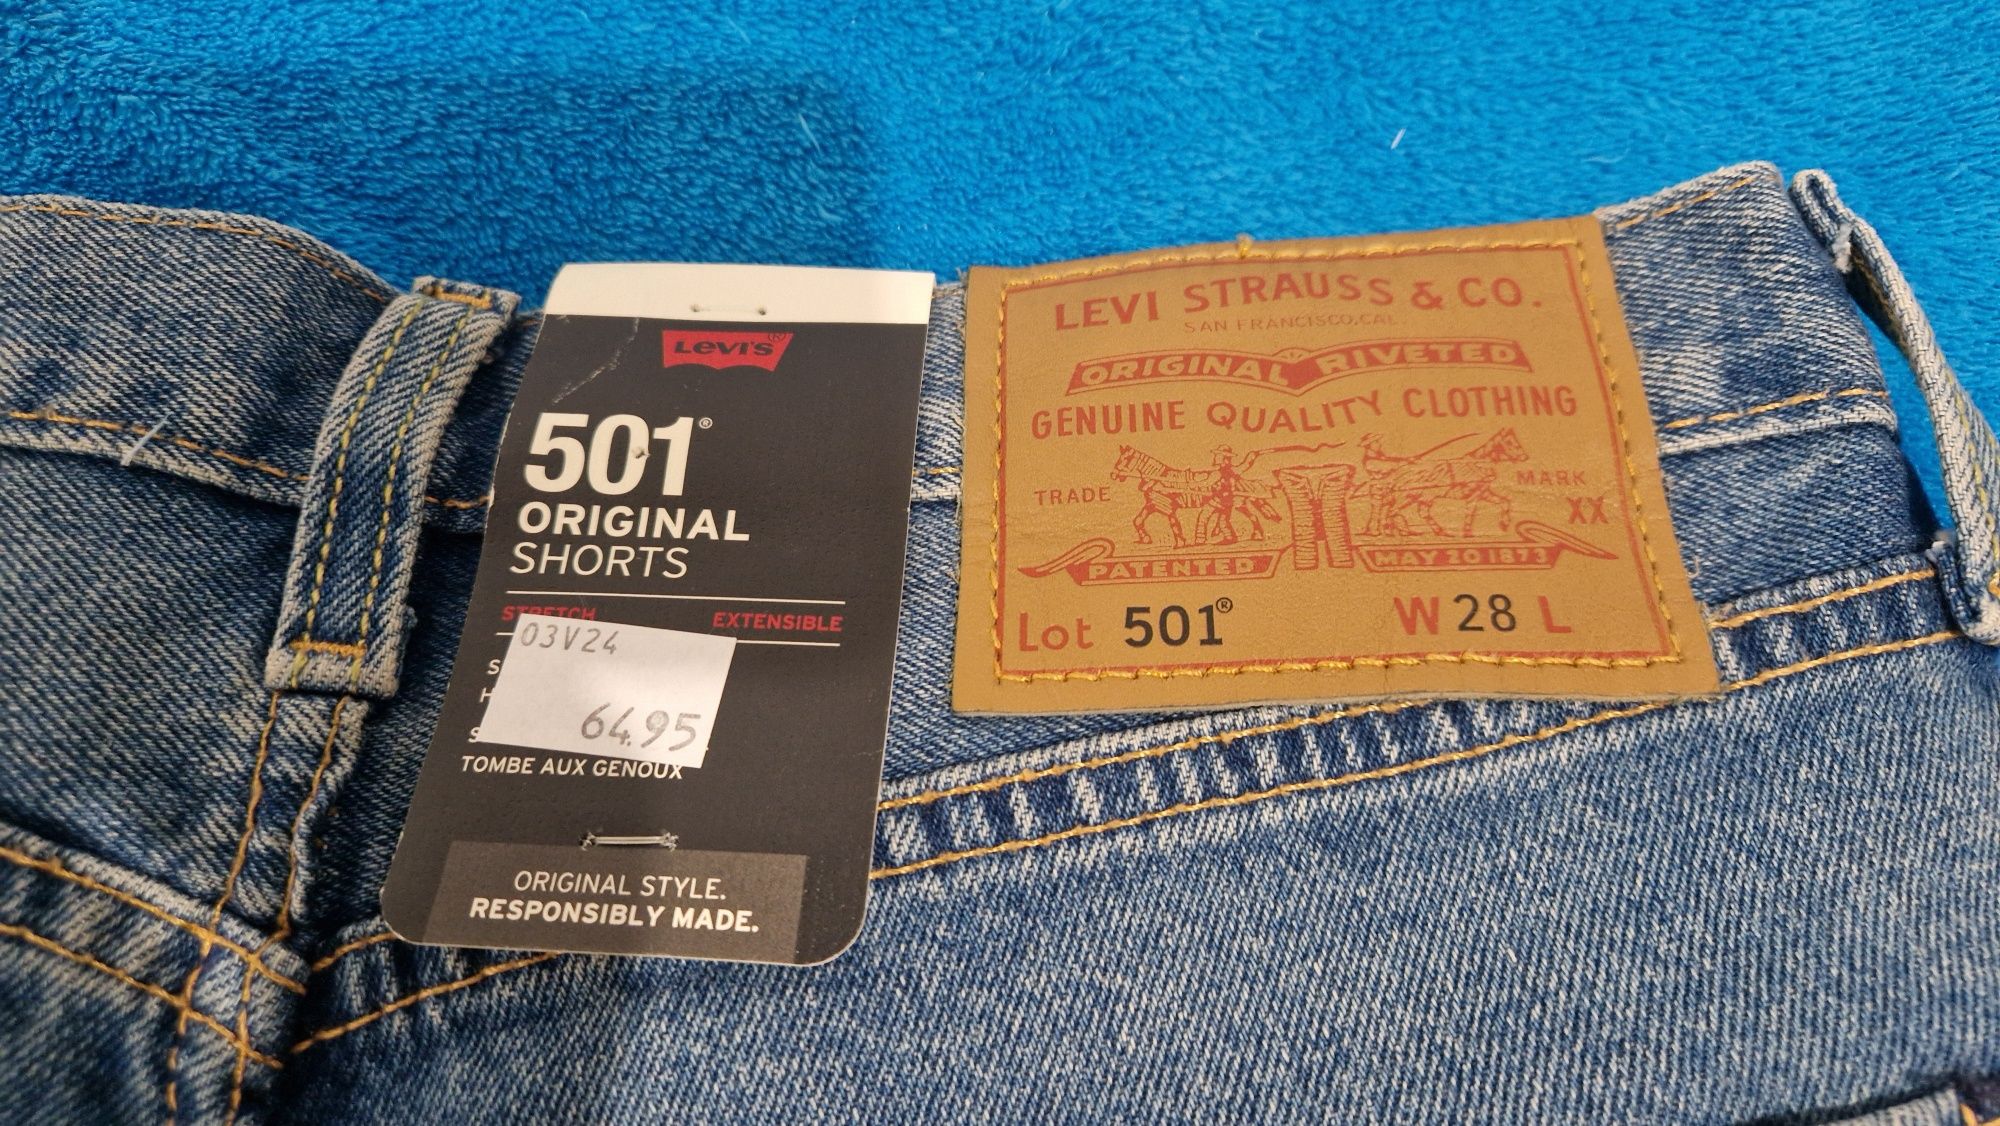 LEVI'S®
501®
ORIGINAL
SHORTS
STRETCH EXTENSIBLE
03V24
64.95
TOMBE AUX GENOUX
ORIGINAL STYLE.
RESPONSIBLY MADE.
LEVI STRAUSS & CO.
SAN FRANCISCO, CAL.
ORIGINAL RIVETED
GENUINE QUALITY CLOTHING
TRADE MARK
XX
PATENTED MAY 20 1873
Lot 501® W 28 L